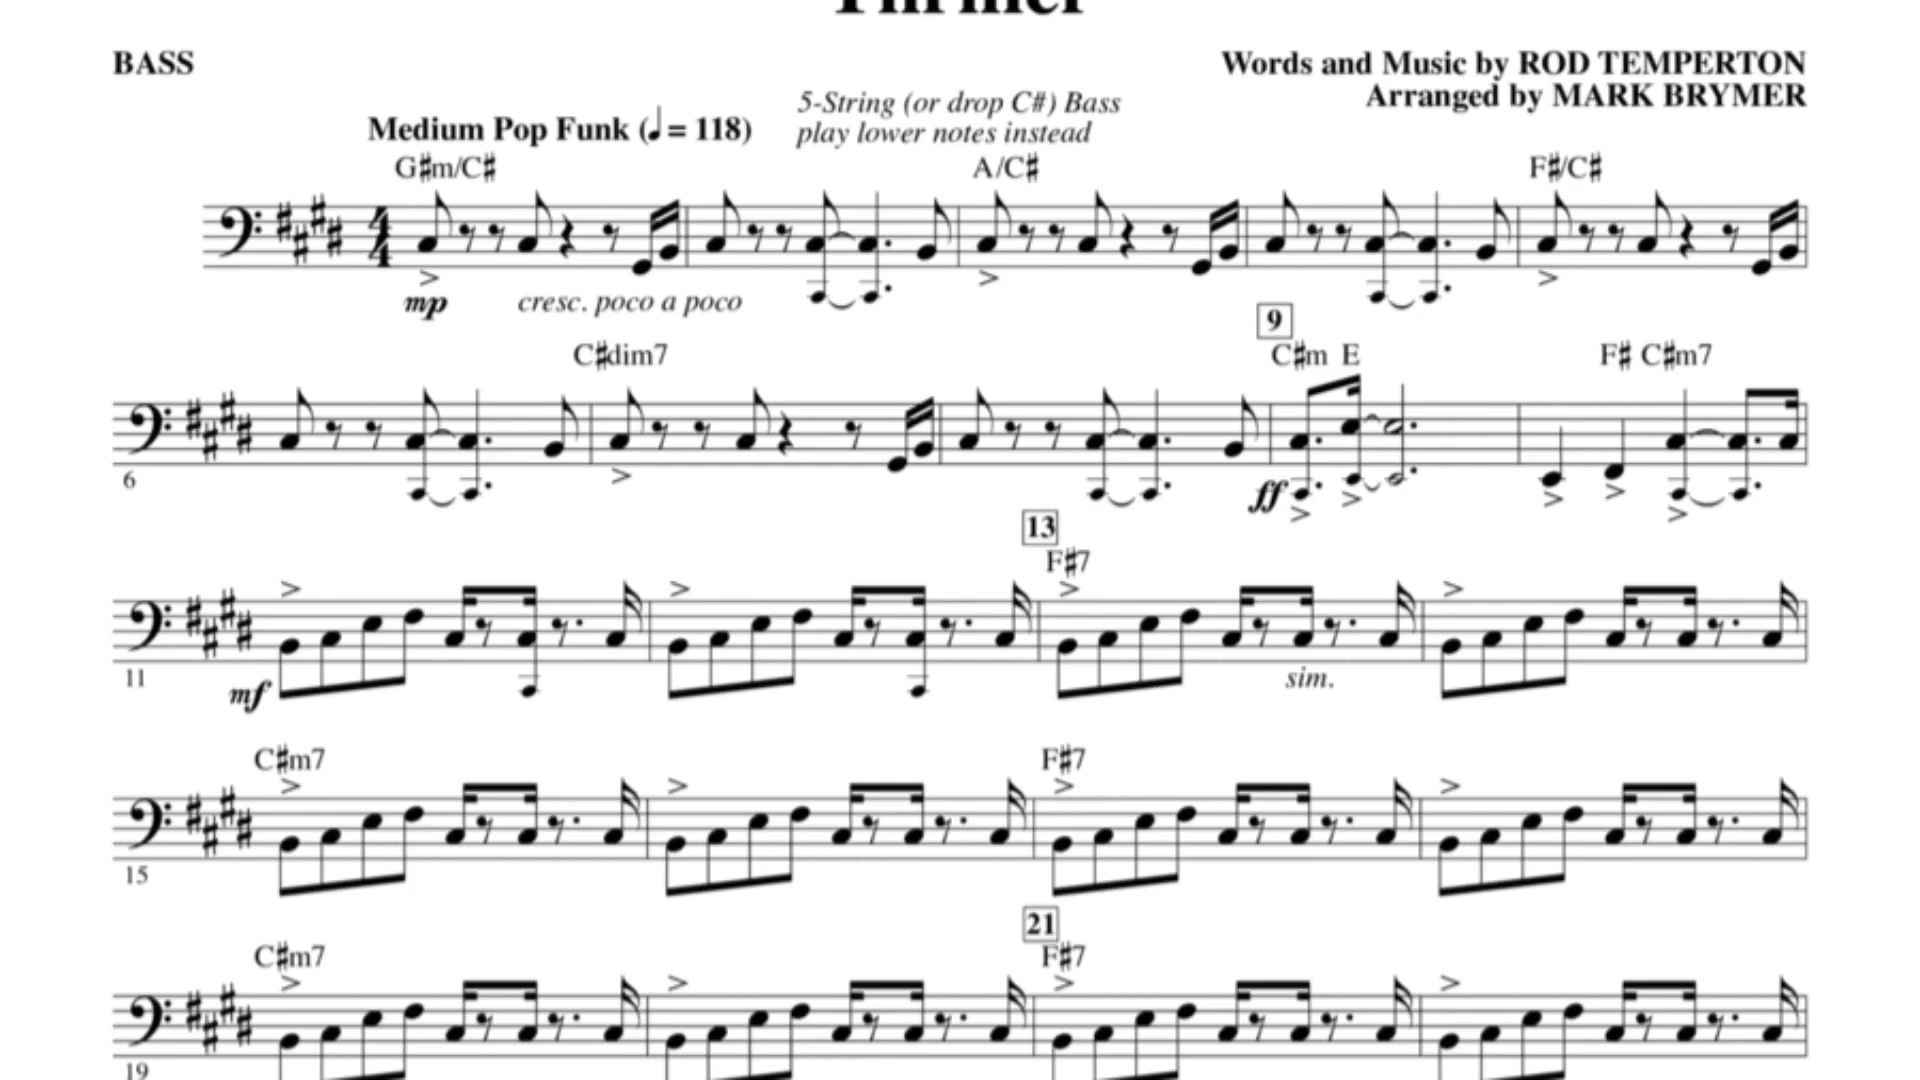 BASS
Words and Music by ROD TEMPERTON
Arranged by MARK BRYMER
5-String (or drop C#) Bass
play lower notes instead
Medium Pop Funk (♩ = 118)
G♯m/C♯ A/C♯ F♯/C♯
4
4
mp cresc. poco a poco
9
C♯dim7 C♯m E F♯ C♯m7
6
ff
13
F♯7
11
mf sim.
C♯m7 F♯7
15
21
C♯m7 F♯7
19